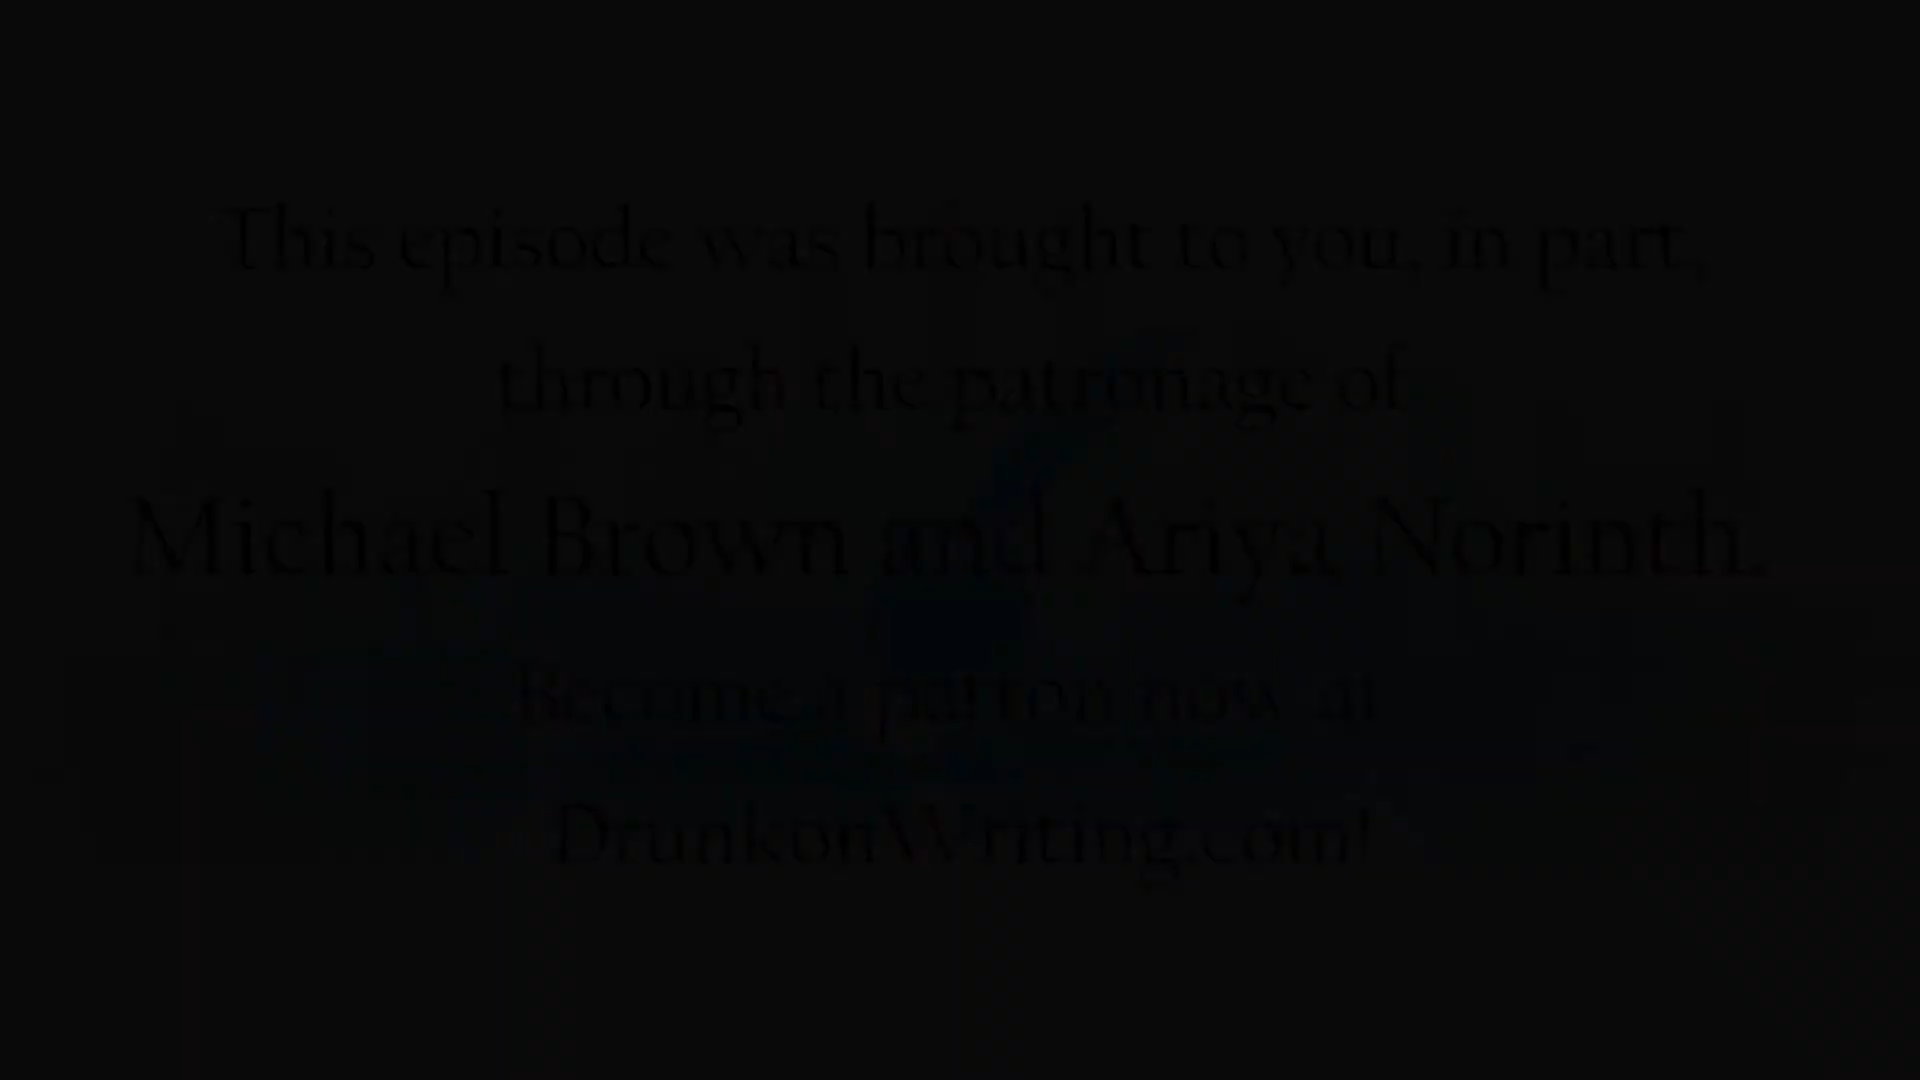 This episode was brought to you, in part,
through the patronage of
Michael Brown and Ariya Norinth.
Become a patron now at
DrunkonWriting.com!